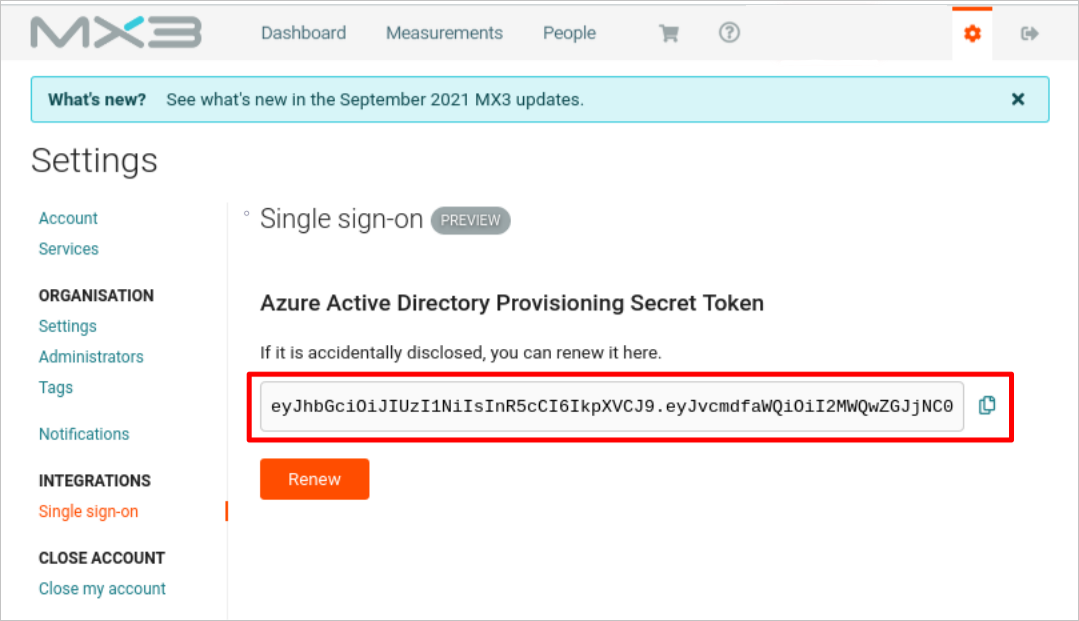 MX3
Dashboard Measurements People
What's new? See what's new in the September 2021 MX3 updates.
Settings
Account
Services
ORGANISATION
Settings
Administrators
Tags
Notifications
INTEGRATIONS
Single sign-on
CLOSE ACCOUNT
Close my account
Single sign-on PREVIEW
Azure Active Directory Provisioning Secret Token
If it is accidentally disclosed, you can renew it here.
eyJhbGciOiJIUzI1NiIsInR5cCI6IkpXVCJ9.eyJvcmdfaWQiOiI2MWQwZGJjNC0
Renew